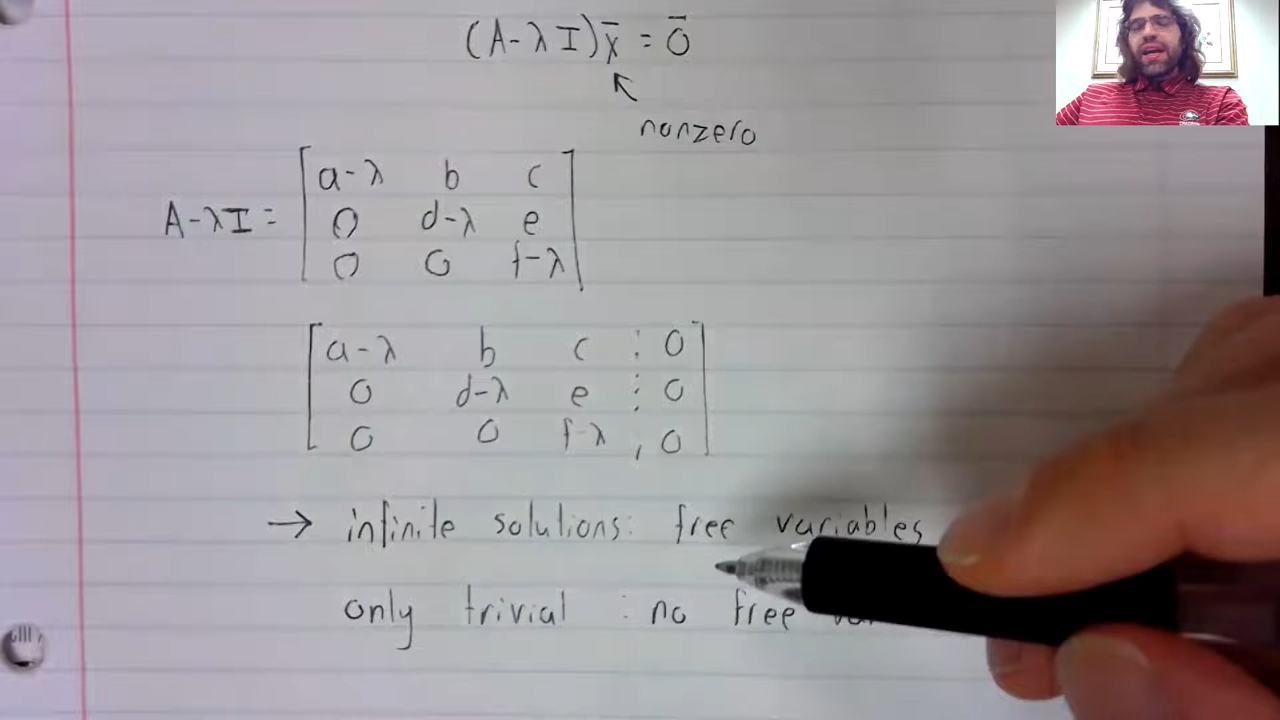 (A-λI)x̄ = 0̄
nonzero
A-λI = [a-λ b c
0 d-λ e
0 0 f-λ]
[a-λ b c ⋮ 0
0 d-λ e ⋮ 0
0 0 f-λ ⋮ 0]
→ infinite solutions: free variables
only trivial : no free